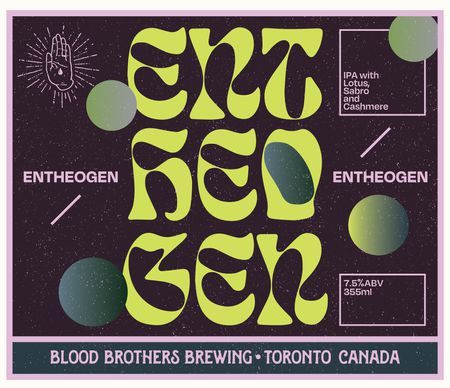 ENT
HEO
GEN
IPA with
Lotus,
Sabro
and
Cashmere
ENTHEOGEN
ENTHEOGEN
7.5%ABV
355ml
BLOOD BROTHERS BREWING • TORONTO CANADA